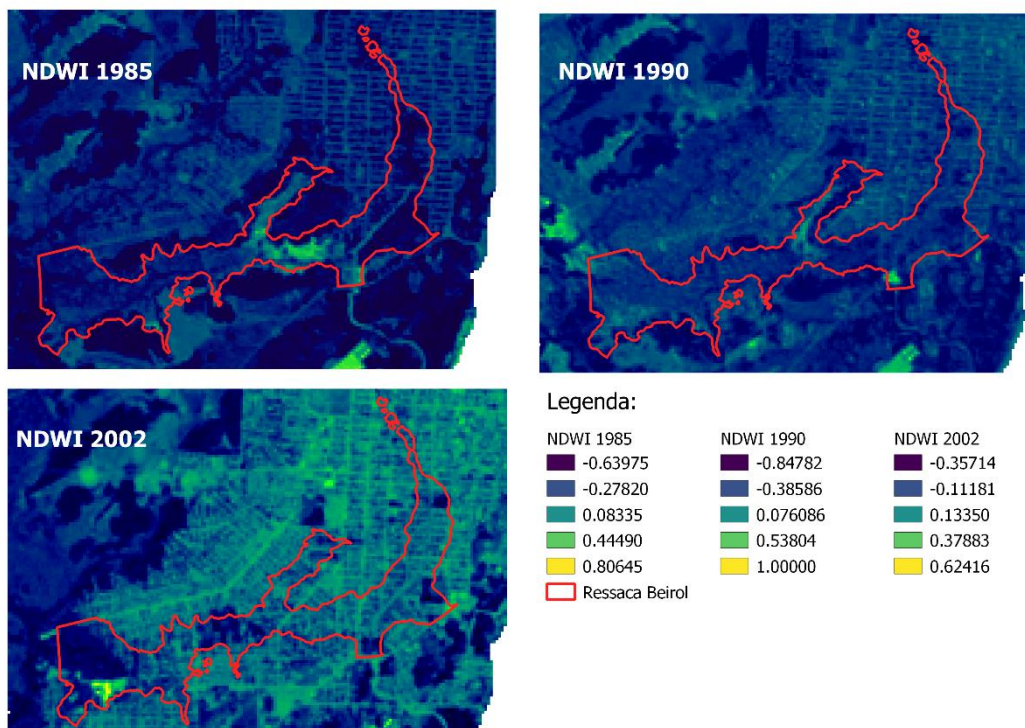 NDWI 1985
NDWI 1990
NDWI 2002
Legenda:
NDWI 1985 NDWI 1990 NDWI 2002
-0.63975 -0.84782 -0.35714
-0.27820 -0.38586 -0.11181
0.08335 0.076086 0.13350
0.44490 0.53804 0.37883
0.80645 1.00000 0.62416
Ressaca Beirol